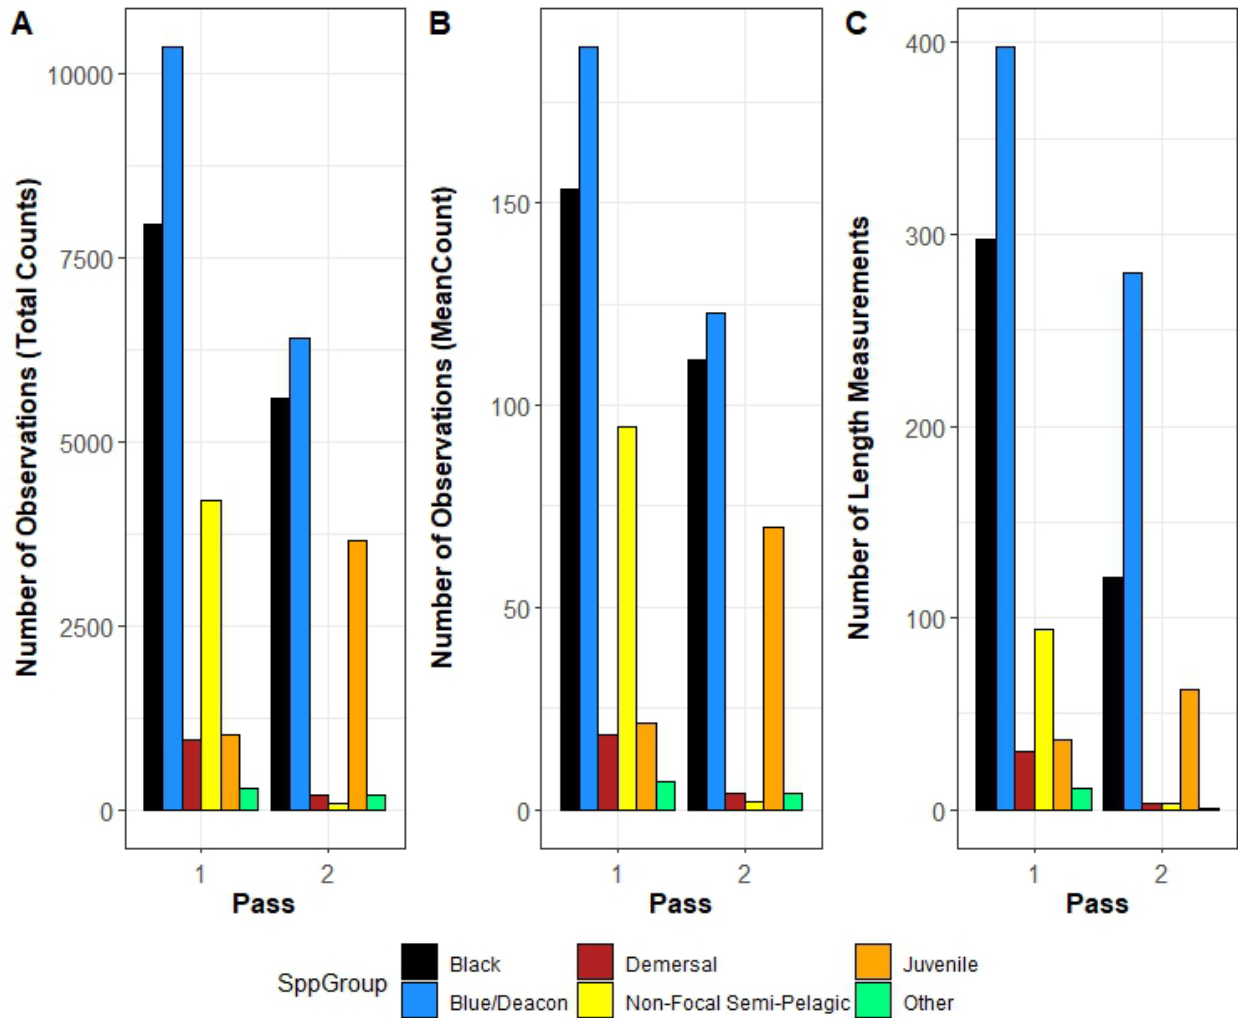 A
Number of Observations (Total Counts)
10000
7500
5000
2500
0
1
2
Pass
B
Number of Observations (MeanCount)
150
100
50
0
1
2
Pass
C
Number of Length Measurements
400
300
200
100
0
1
2
Pass
SppGroup
Black
Demersal
Juvenile
Blue/Deacon
Non-Focal Semi-Pelagic
Other